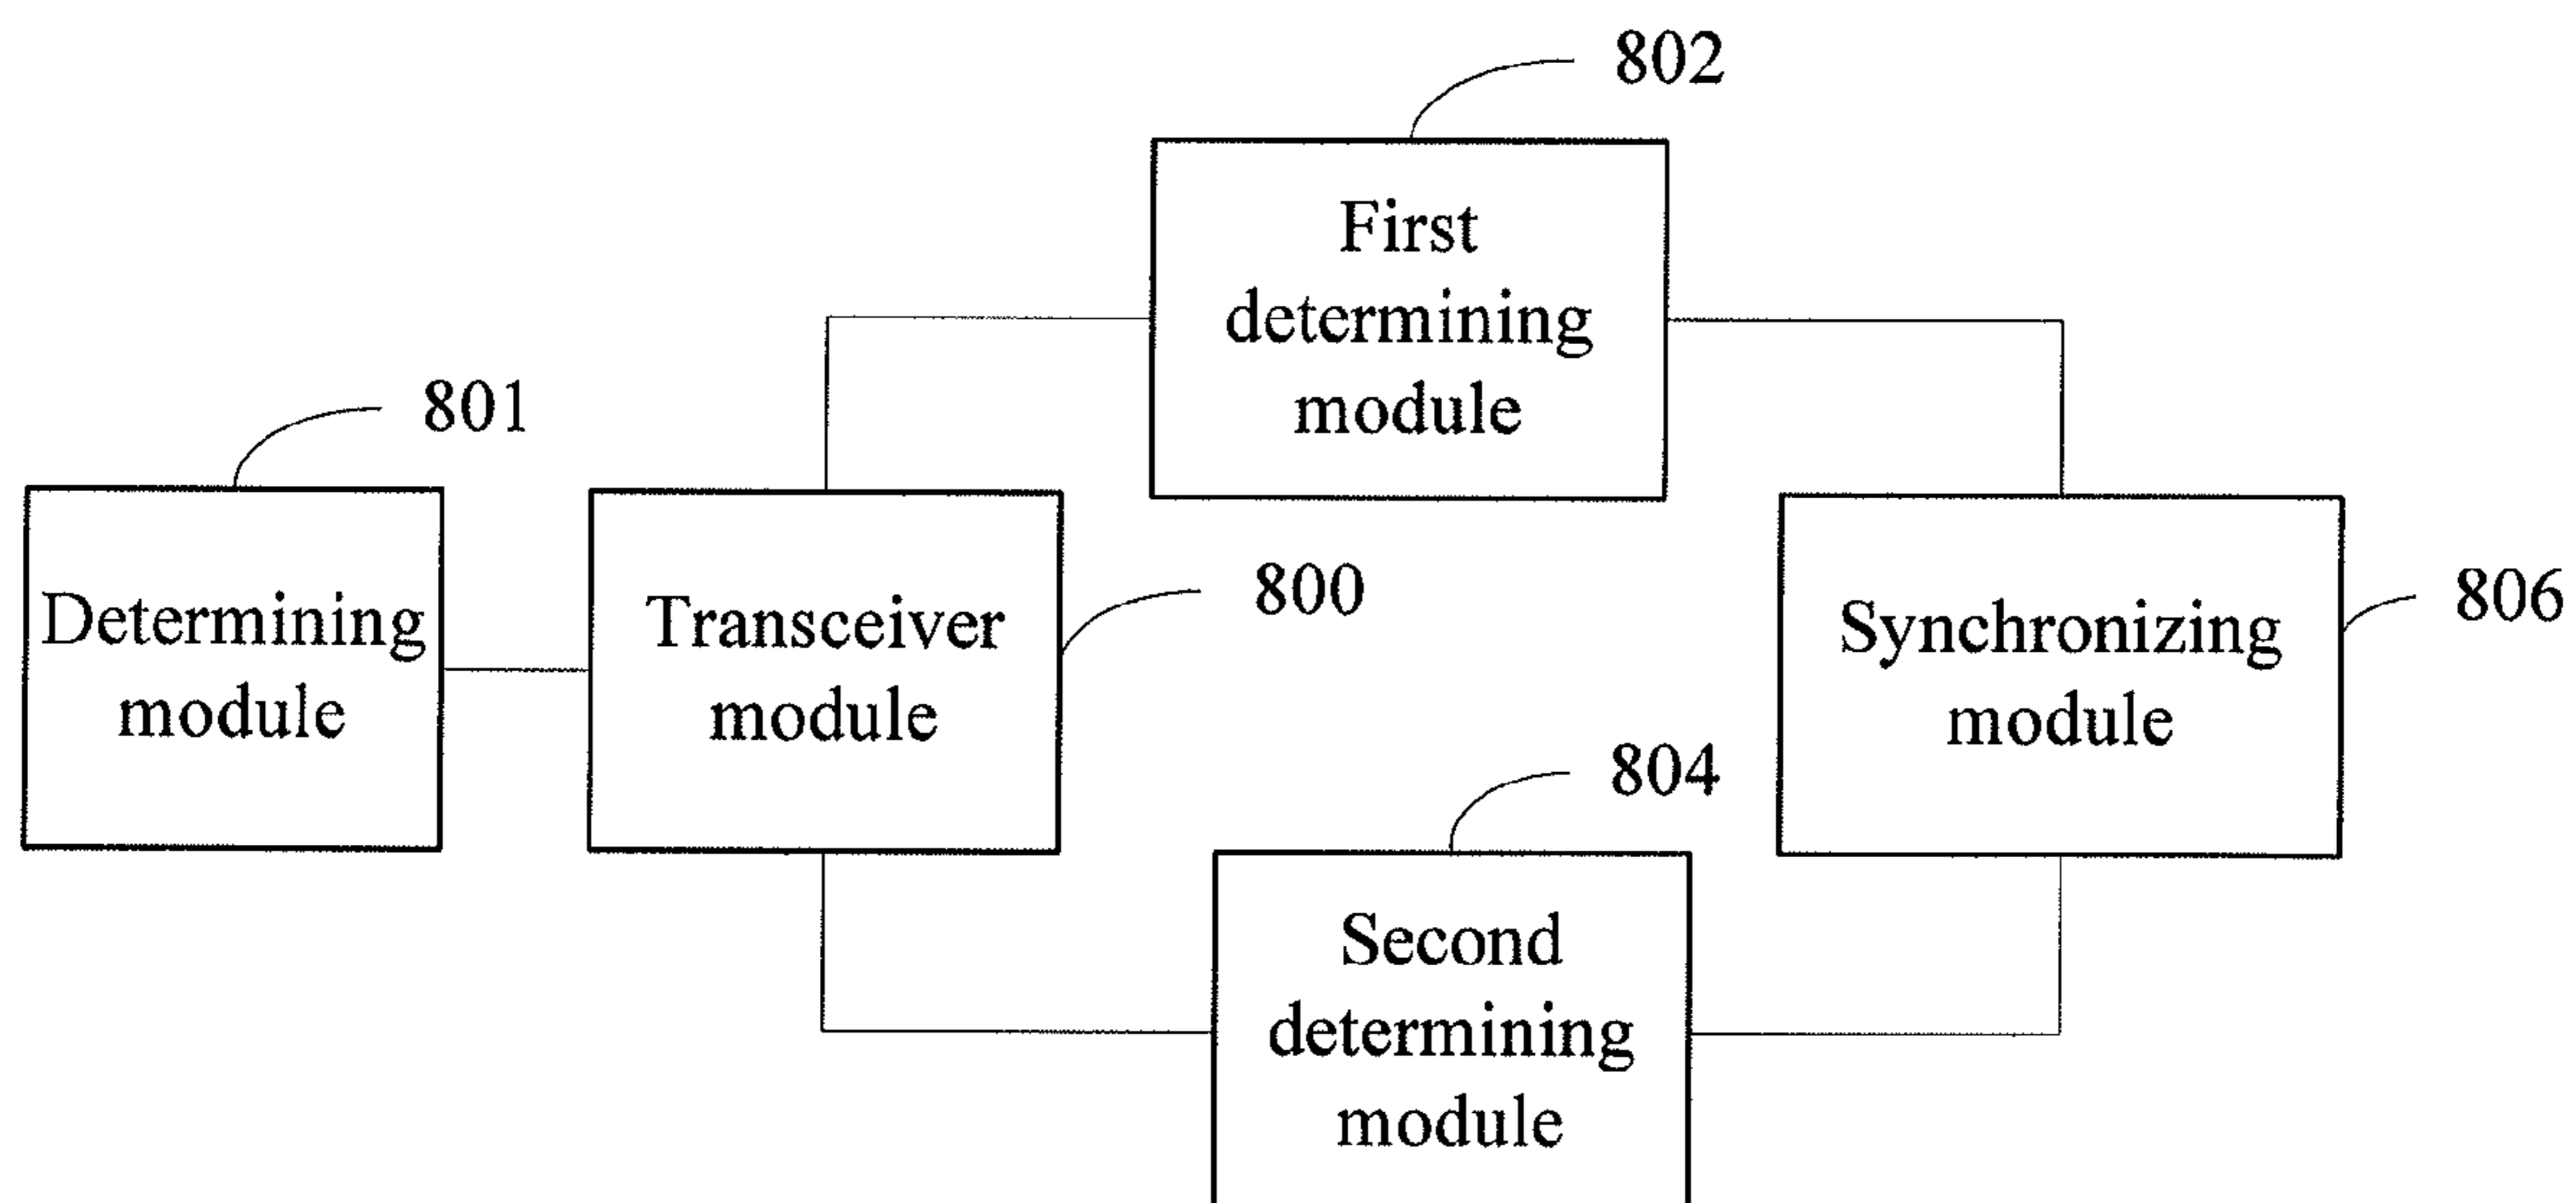 802
First
determining
module
801
Determining
module
Transceiver
module
800
Synchronizing
module
806
804
Second
determining
module